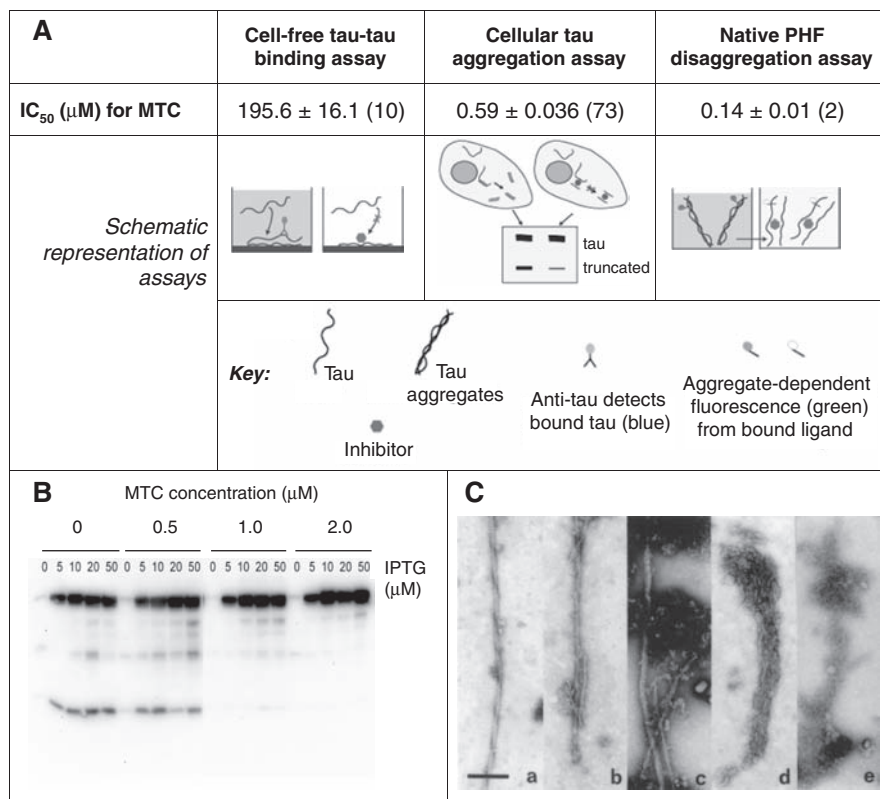 A
Cell-free tau-tau
binding assay
Cellular tau
aggregation assay
Native PHF
disaggregation assay
IC50 (μM) for MTC
195.6 ± 16.1 (10)
0.59 ± 0.036 (73)
0.14 ± 0.01 (2)
Schematic
representation of
assays
tau
truncated
Key:
Tau
Tau
aggregates
Inhibitor
Anti-tau detects
bound tau (blue)
Aggregate-dependent
fluorescence (green)
from bound ligand
B
MTC concentration (μM)
0 0.5 1.0 2.0
0 5 10 20 50 0 5 10 20 50 0 5 10 20 50 0 5 10 20 50
IPTG
(μM)
C
a b c d e